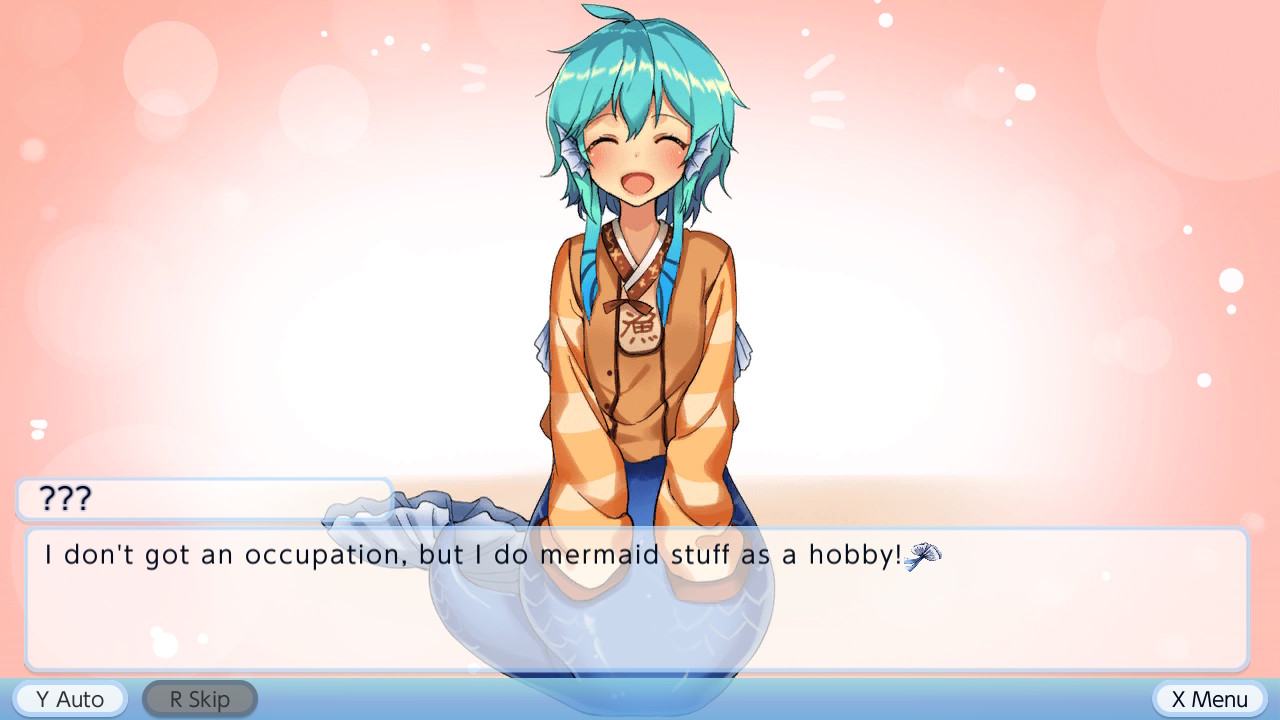 漁
???
I don't got an occupation, but I do mermaid stuff as a hobby!
Y Auto
R Skip
X Menu